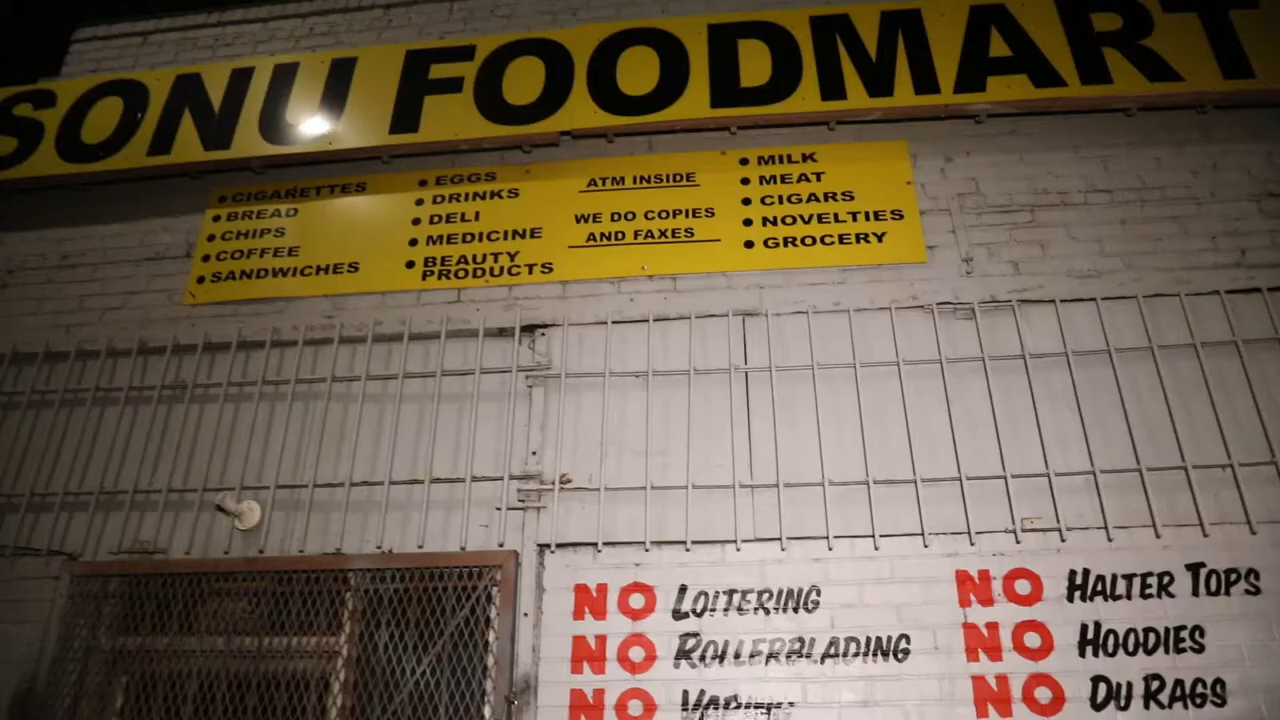 SONU FOODMART
• CIGARETTES
• BREAD
• CHIPS
• COFFEE
• SANDWICHES
• EGGS
• DRINKS
• DELI
• MEDICINE
• BEAUTY
PRODUCTS
ATM INSIDE
WE DO COPIES
AND FAXES
• MILK
• MEAT
• CIGARS
• NOVELTIES
• GROCERY
NO LOITERING
NO ROLLERBLADING
NO
NO HALTER TOPS
NO HOODIES
NO DU RAGS